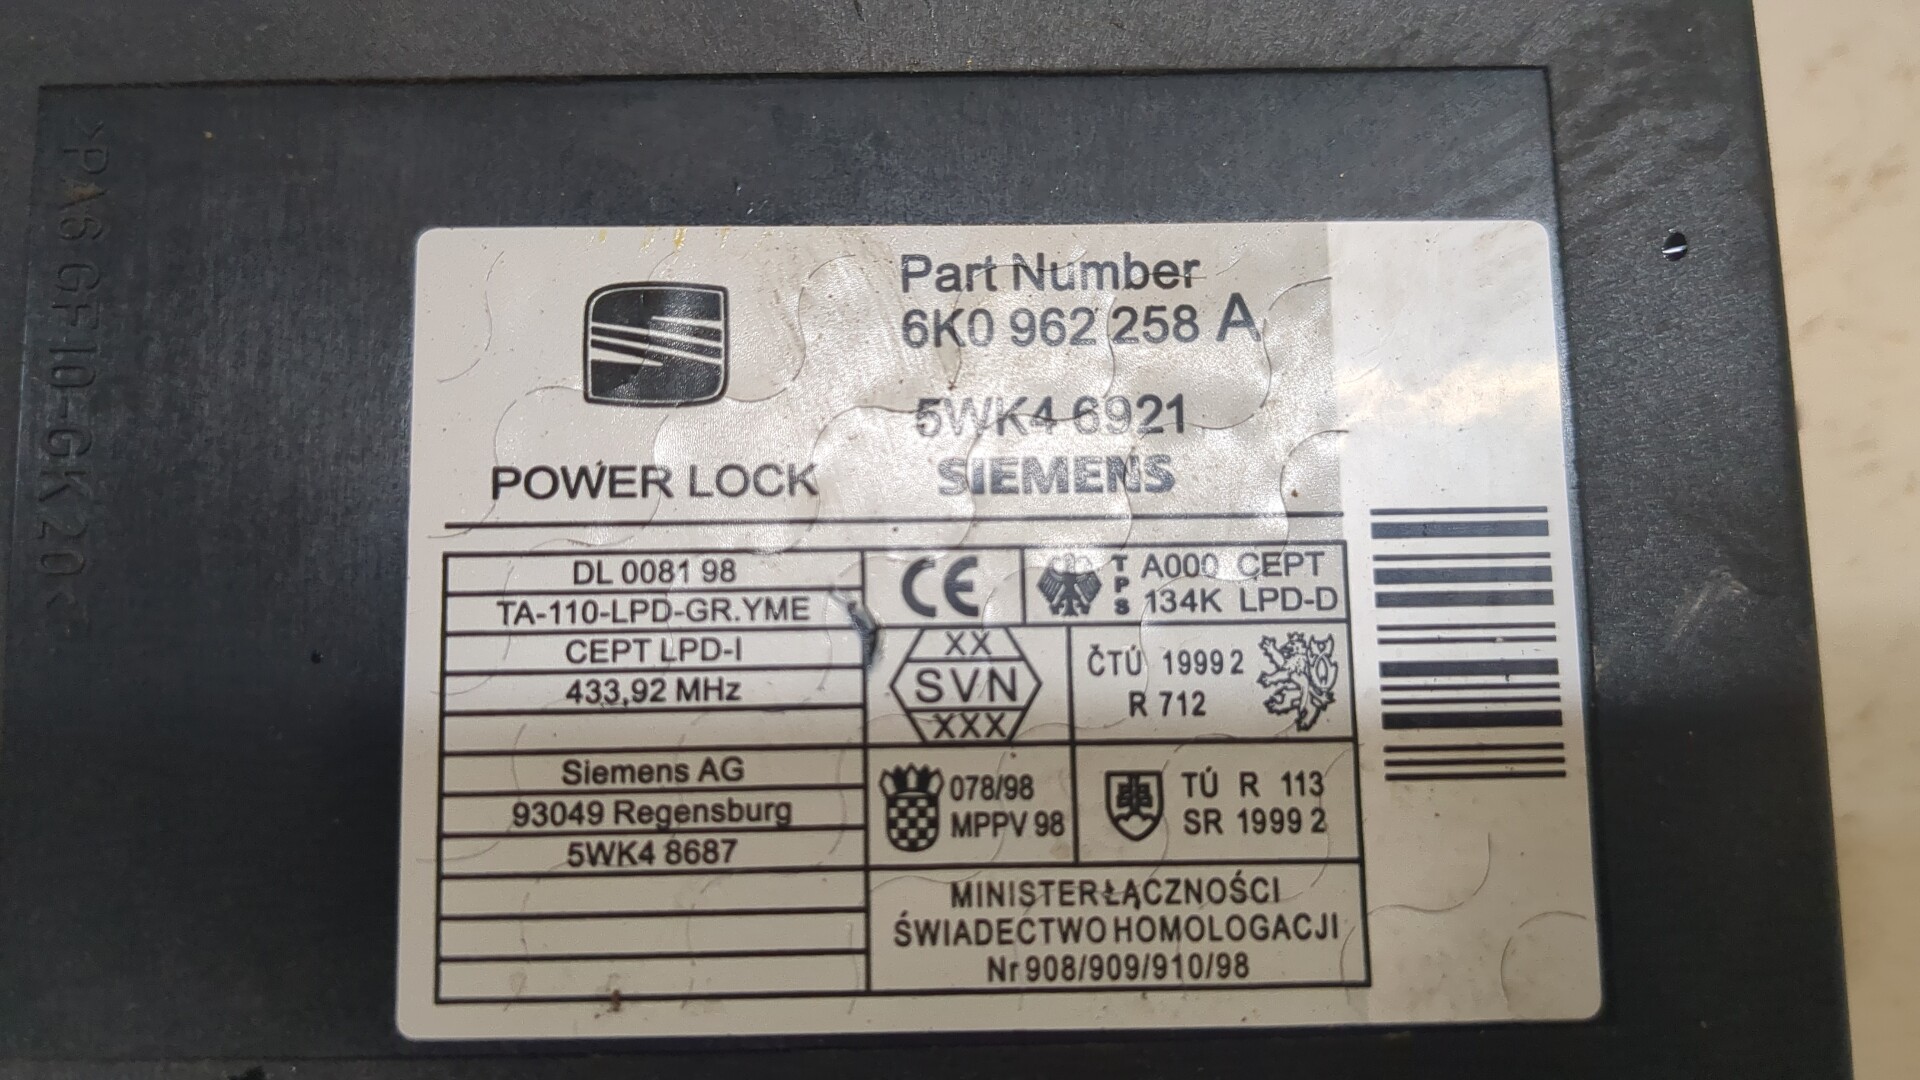 >PA6 GF10-GK20<
Part Number
6K0 962 258 A
5WK4 6921
POWER LOCK
SIEMENS
DL 0081 98
TA-110-LPD-GR.YME
CEPT LPD-I
433,92 MHz
Siemens AG
93049 Regensburg
5WK4 8687
CE
TPS A000 CEPT
134K LPD-D
XX
SVN
XXX
ČTÚ 1999 2
R 712
078/98
MPPV 98
TÚ R 113
SR 1999 2
MINISTER ŁĄCZNOŚCI
ŚWIADECTWO HOMOLOGACJI
Nr 908/909/910/98